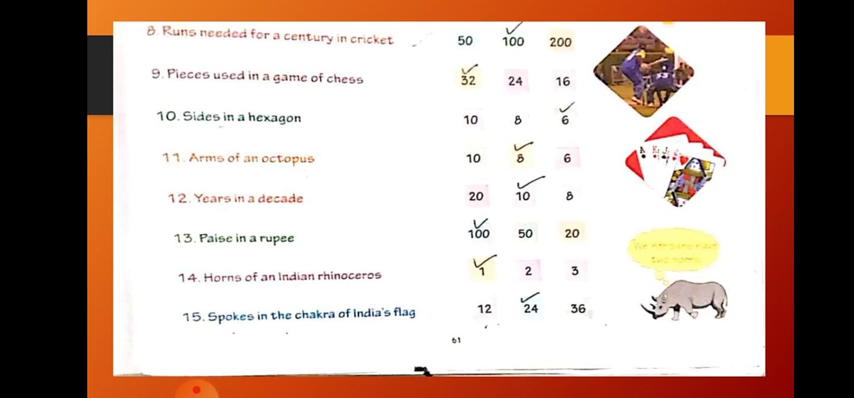 8. Runs needed for a century in cricket 50 100 200
9. Pieces used in a game of chess 32 24 16
10. Sides in a hexagon 10 8 6
11. Arms of an octopus 10 8 6
12. Years in a decade 20 10 8
13. Paise in a rupee 100 50 20
14. Horns of an Indian rhinoceros 1 2 3
15. Spokes in the chakra of India's flag 12 24 36
61